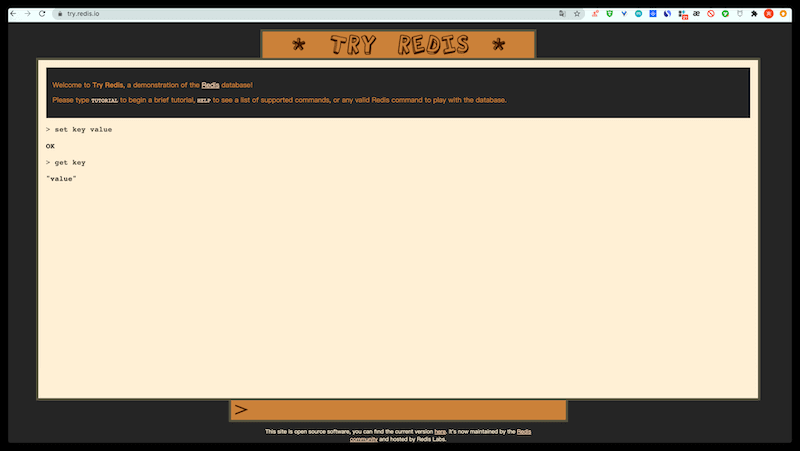 try.redis.io
* TRY REDIS *
Welcome to Try Redis, a demonstration of the Redis database!
Please type TUTORIAL to begin a brief tutorial, HELP to see a list of supported commands, or any valid Redis command to play with the database.
> set key value
OK
> get key
"value"
>
This site is open source software, you can find the current version here. It's now maintained by the Redis
community and hosted by Redis Labs.